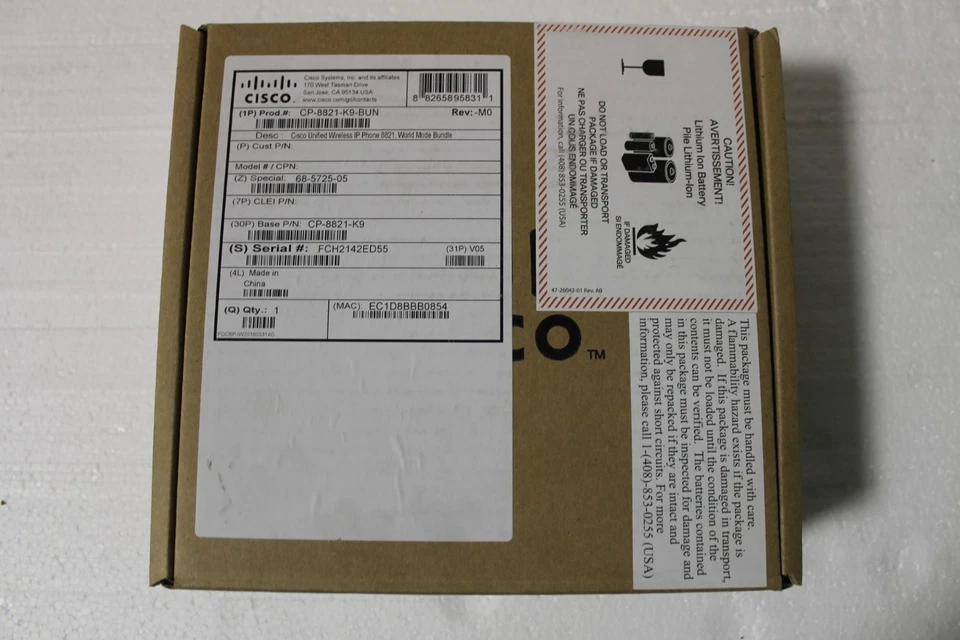 CISCO.
Cisco Systems, Inc. and its affiliates
170 West Tasman Drive
San Jose, CA 95134 USA
www.cisco.com/go/contacts
8 82658 95831 1
(1P) Prod.#: CP-8821-K9-BUN Rev:-M0
Desc : Cisco Unified Wireless IP Phone 8821, World Mode Bundle
(P) Cust P/N:
Model # / CPN:
(Z) Special: 68-5725-05
(7P) CLEI P/N:
(30P) Base P/N: CP-8821-K9
(S) Serial #: FCH2142ED55 (31P) V05
(4L) Made in
China
(Q) Qty.: 1
(MAC): EC1D8BBB0854
CAUTION!
AVERTISSEMENT!
Lithium Ion Battery
Pile Lithium-Ion
IF DAMAGED
SI ENDOMMAGÉ
DO NOT LOAD OR TRANSPORT
PACKAGE IF DAMAGED
NE PAS CHARGER OU TRANSPORTER
UN COLIS ENDOMMAGÉ
For information, call (408) 853-0255 (USA)
47-26042-01 Rev. AB
co ™
This package must be handled with care.
A flammability hazard exists if the package is
damaged. If this package is damaged in transport,
it must not be loaded until the condition of the
contents can be verified. The batteries contained
in this package must be inspected for damage and
may only be repacked if they are intact and
protected against short circuits. For more
information, please call 1-(408)-853-0255 (USA)